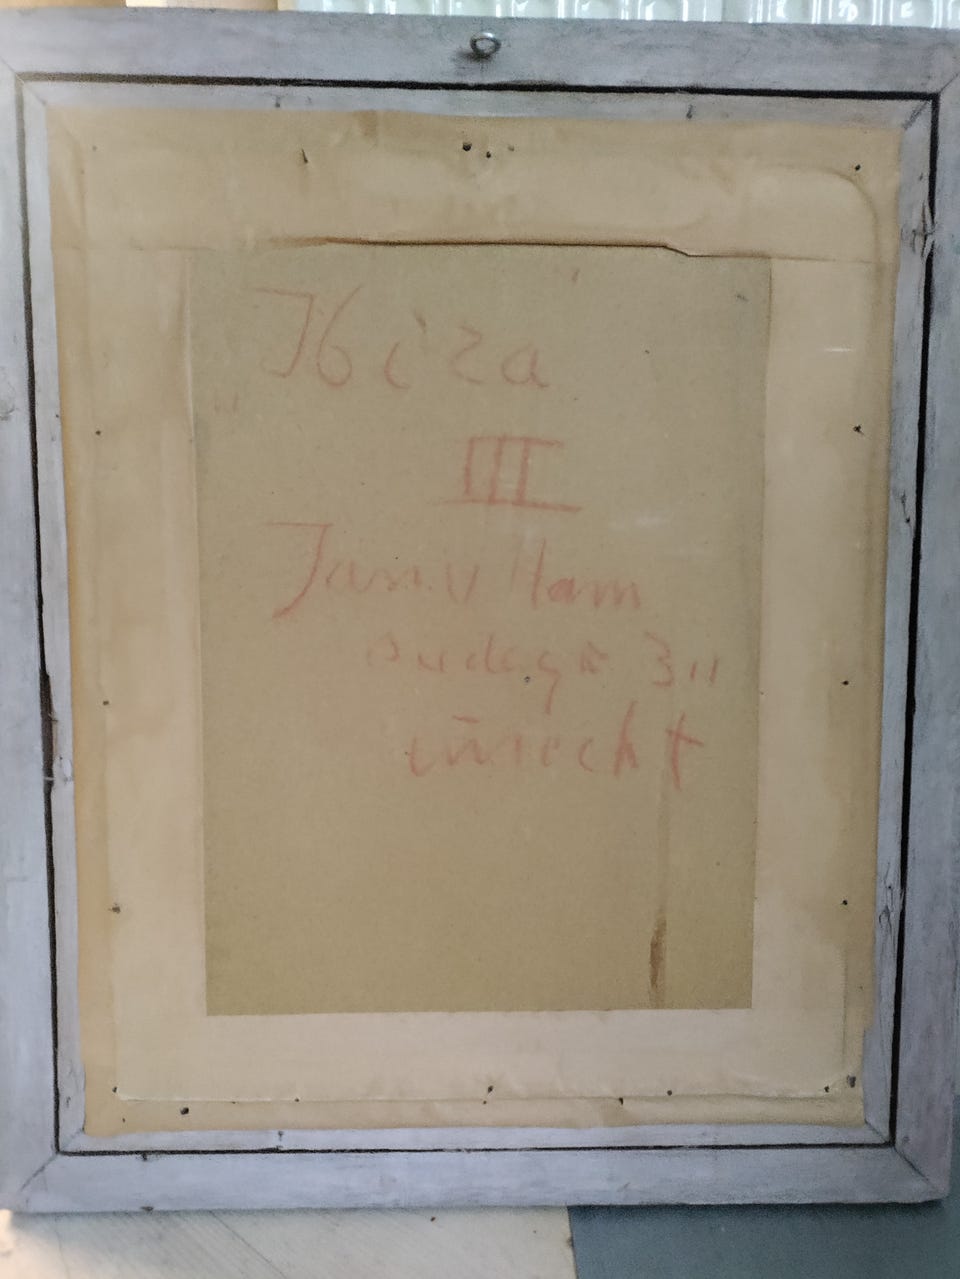 Ibiza
III
Jan v Ham
oudegr 311
utrecht